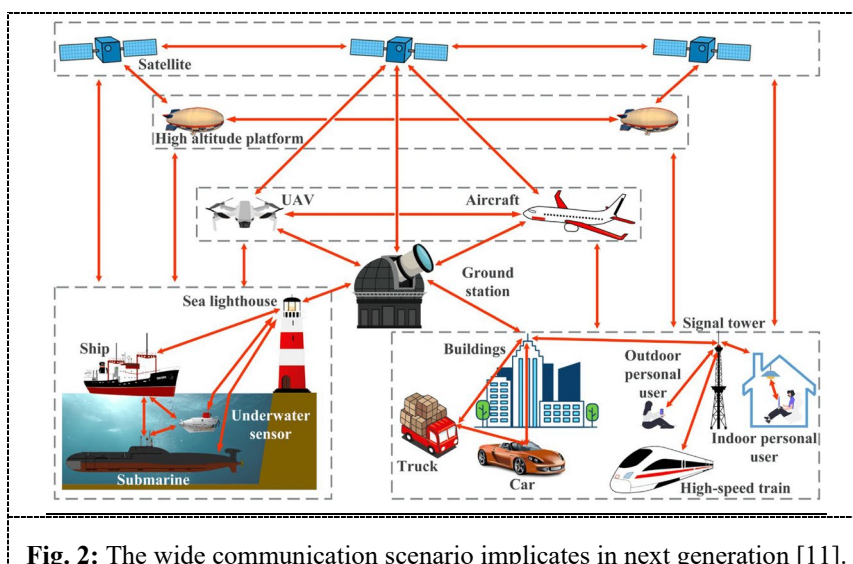 Satellite
High altitude platform
UAV
Aircraft
Ground
station
Sea lighthouse
Ship
Underwater
sensor
Submarine
Signal tower
Buildings
Outdoor
personal
user
Indoor personal
user
Truck
Car
High-speed train
Fig. 2: The wide communication scenario implicates in next generation [11].